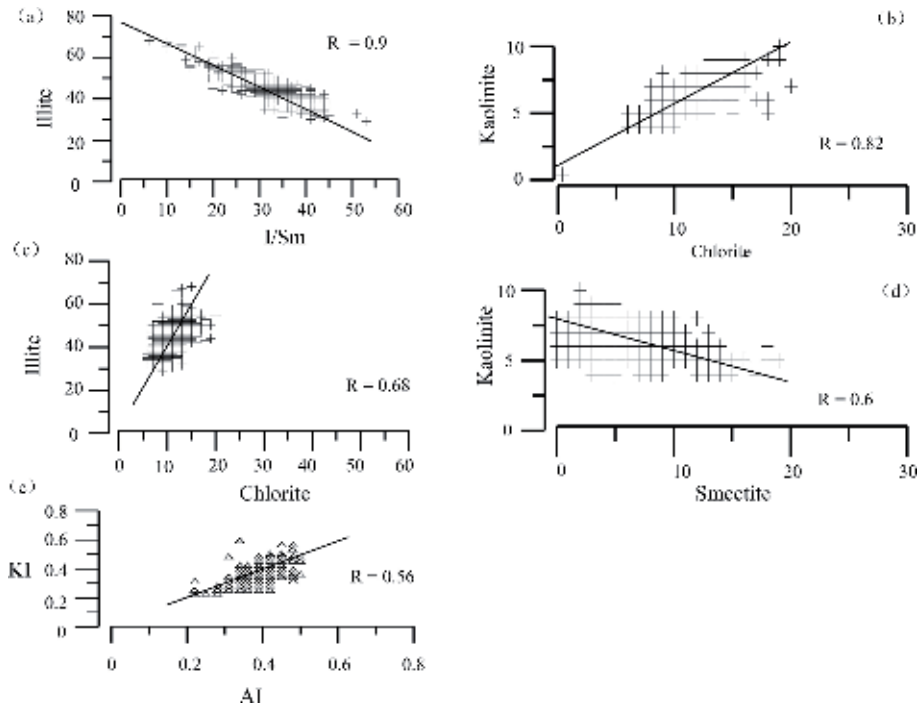 (a)
80
60
40
20
0
Illite
R = 0.9
0 10 20 30 40 50 60
I/Sm
(b)
10
5
0
Kaolinite
R = 0.82
0 10 20 30
Chlorite
(c)
80
60
40
20
0
Illite
R = 0.68
0 10 20 30 40 50 60
Chlorite
(d)
10
5
0
Kaolinite
R = 0.6
0 10 20 30
Smectite
(e)
0.8
0.6
0.4
0.2
0
KI
R = 0.56
0 0.2 0.4 0.6 0.8
AI